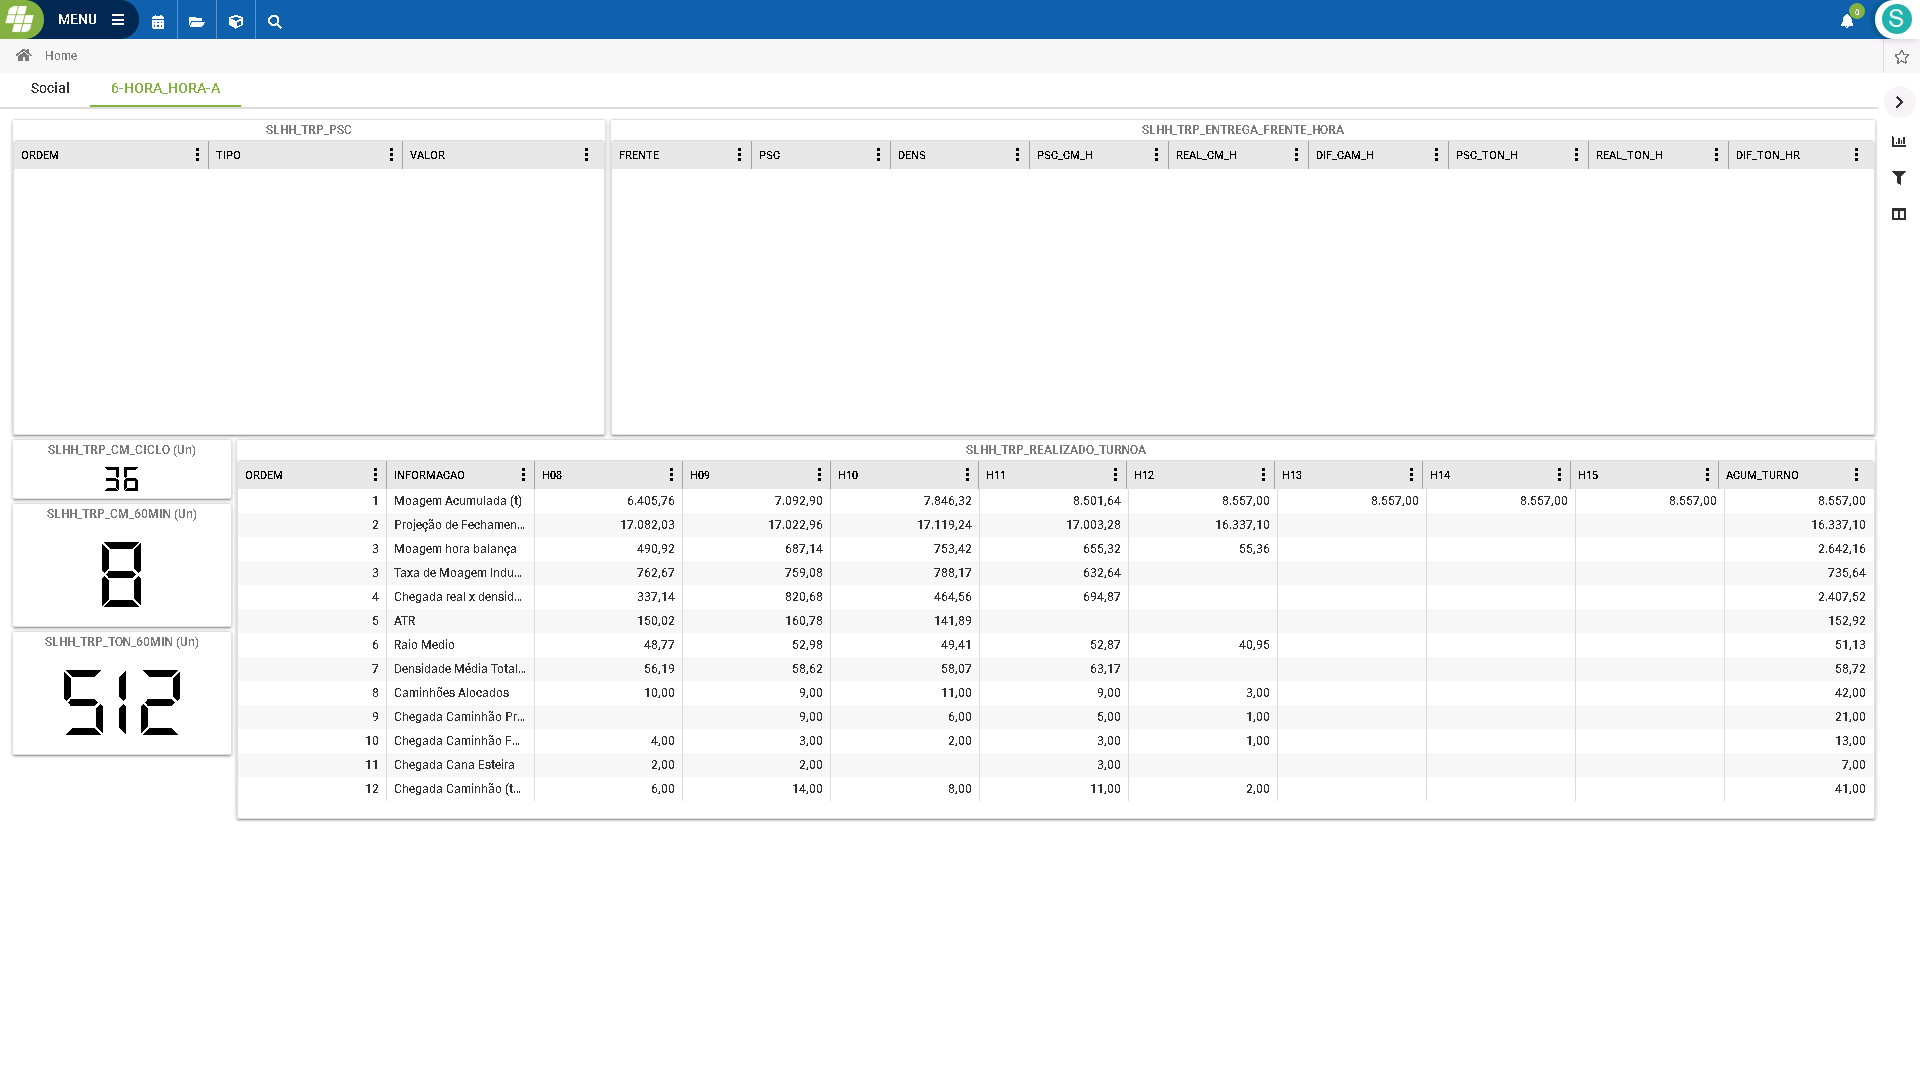 MENU
0
S
Home
Social
6-HORA_HORA-A
SLHH_TRP_PSC
ORDEM TIPO VALOR
SLHH_TRP_ENTREGA_FRENTE_HORA
FRENTE PSC DENS PSC_CM_H REAL_CM_H DIF_CAM_H PSC_TON_H REAL_TON_H DIF_TON_HR
SLHH_TRP_CM_CICLO (Un)
36
SLHH_TRP_CM_60MIN (Un)
8
SLHH_TRP_TON_60MIN (Un)
512
SLHH_TRP_REALIZADO_TURNOA
ORDEM INFORMACAO H08 H09 H10 H11 H12 H13 H14 H15 ACUM_TURNO
1 Moagem Acumulada (t) 6.405,76 7.092,90 7.846,32 8.501,64 8.557,00 8.557,00 8.557,00 8.557,00 8.557,00
2 Projeção de Fechamen... 17.082,03 17.022,96 17.119,24 17.003,28 16.337,10 16.337,10
3 Moagem hora balança 490,92 687,14 753,42 655,32 55,36 2.642,16
3 Taxa de Moagem Indu... 762,67 759,08 788,17 632,64 735,64
4 Chegada real x densid... 337,14 820,68 464,56 694,87 2.407,52
5 ATR 150,02 160,78 141,89 152,92
6 Raio Medio 48,77 52,98 49,41 52,87 40,95 51,13
7 Densidade Média Total... 56,19 58,62 58,07 63,17 58,72
8 Caminhões Alocados 10,00 9,00 11,00 9,00 3,00 42,00
9 Chegada Caminhão Pr... 9,00 6,00 5,00 1,00 21,00
10 Chegada Caminhão F... 4,00 3,00 2,00 3,00 1,00 13,00
11 Chegada Cana Esteira 2,00 2,00 3,00 7,00
12 Chegada Caminhão (t... 6,00 14,00 8,00 11,00 2,00 41,00